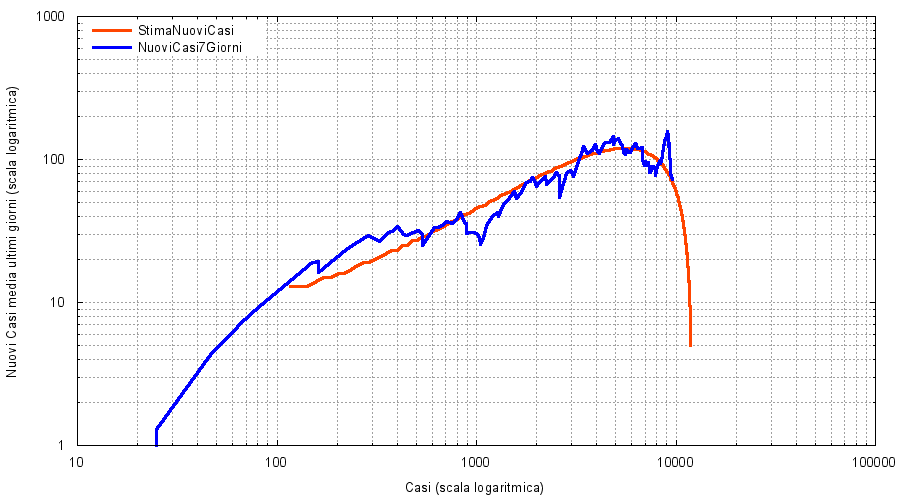 1000
StimaNuoviCasi
NuoviCasi7Giorni
100
10
1
Nuovi Casi media ultimi giorni (scala logaritmica)
10 100 1000 10000 100000
Casi (scala logaritmica)